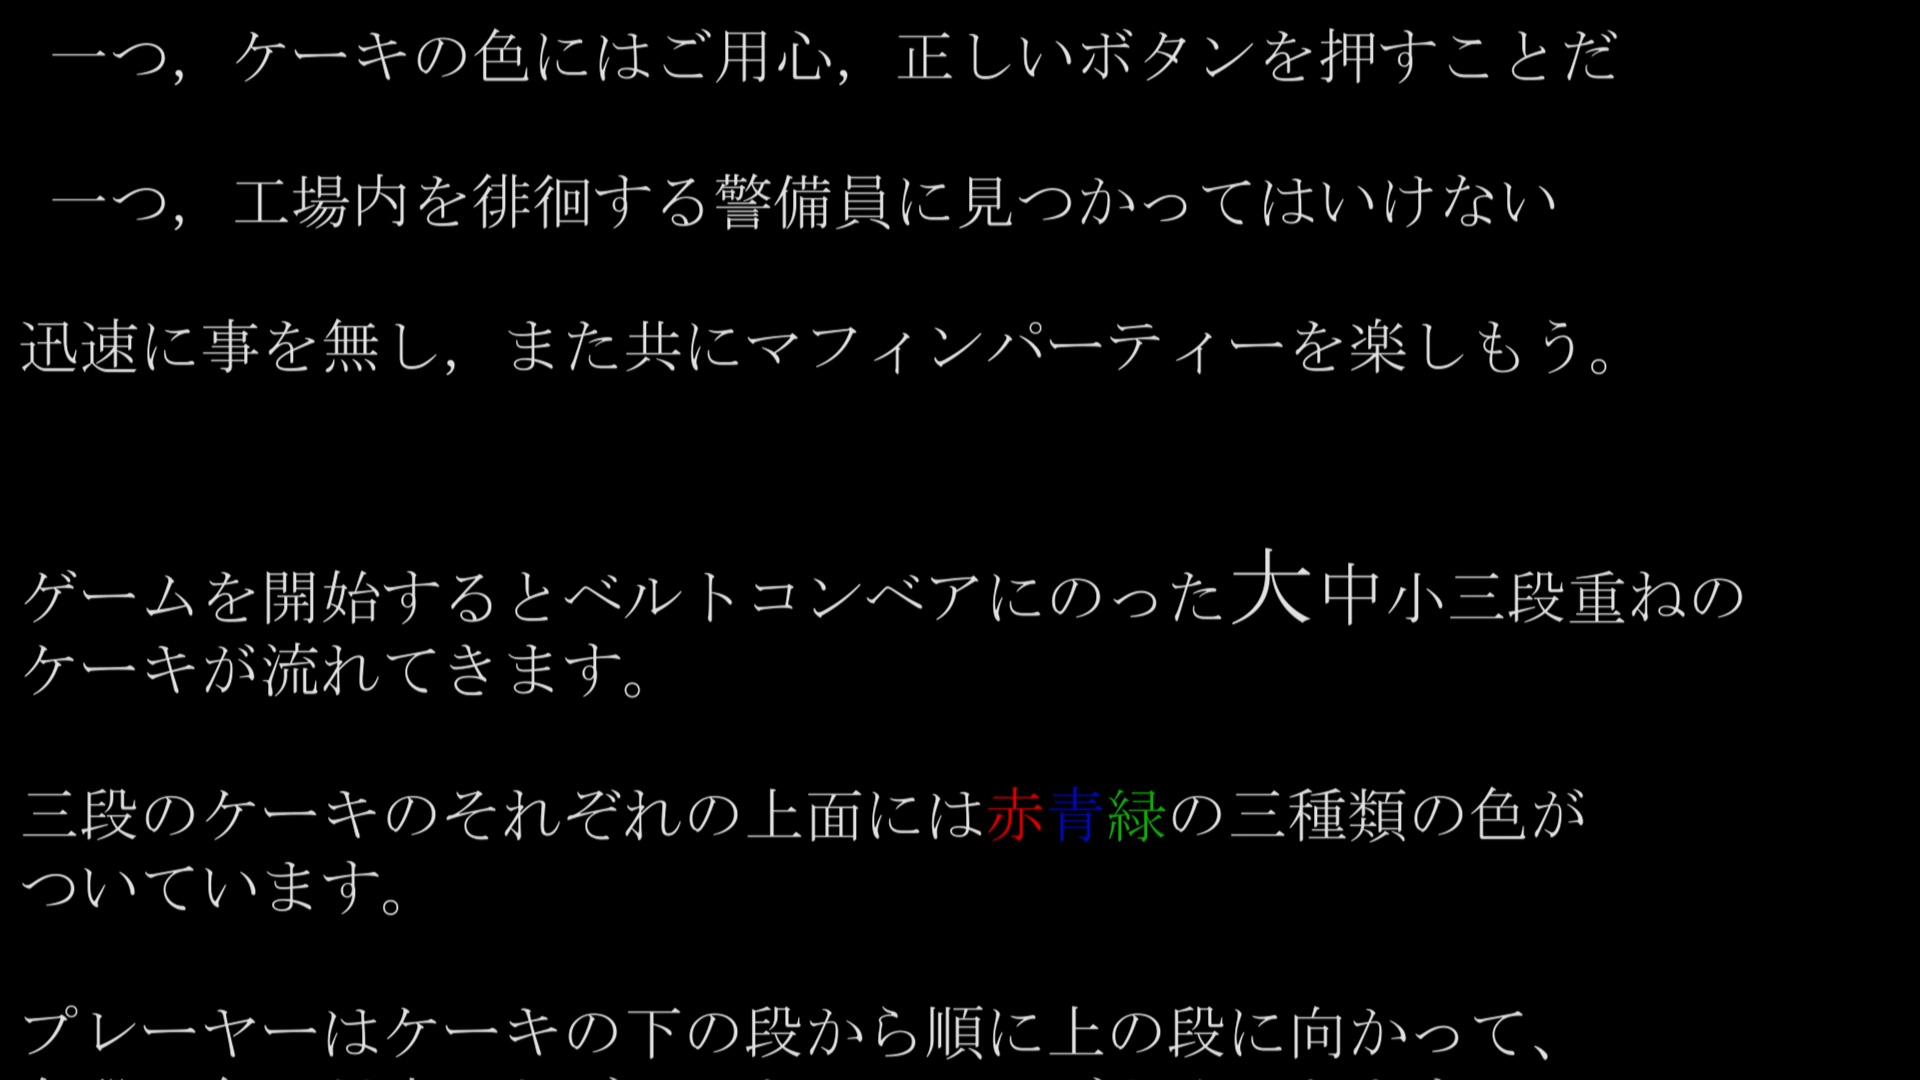 一つ，ケーキの色にはご用心，正しいボタンを押すことだ
一つ，工場内を徘徊する警備員に見つかってはいけない
迅速に事を無し，また共にマフィンパーティーを楽しもう。
ゲームを開始するとベルトコンベアにのった大中小三段重ねの
ケーキが流れてきます。
三段のケーキのそれぞれの上面には赤青緑の三種類の色が
ついています。
プレーヤーはケーキの下の段から順に上の段に向かって、